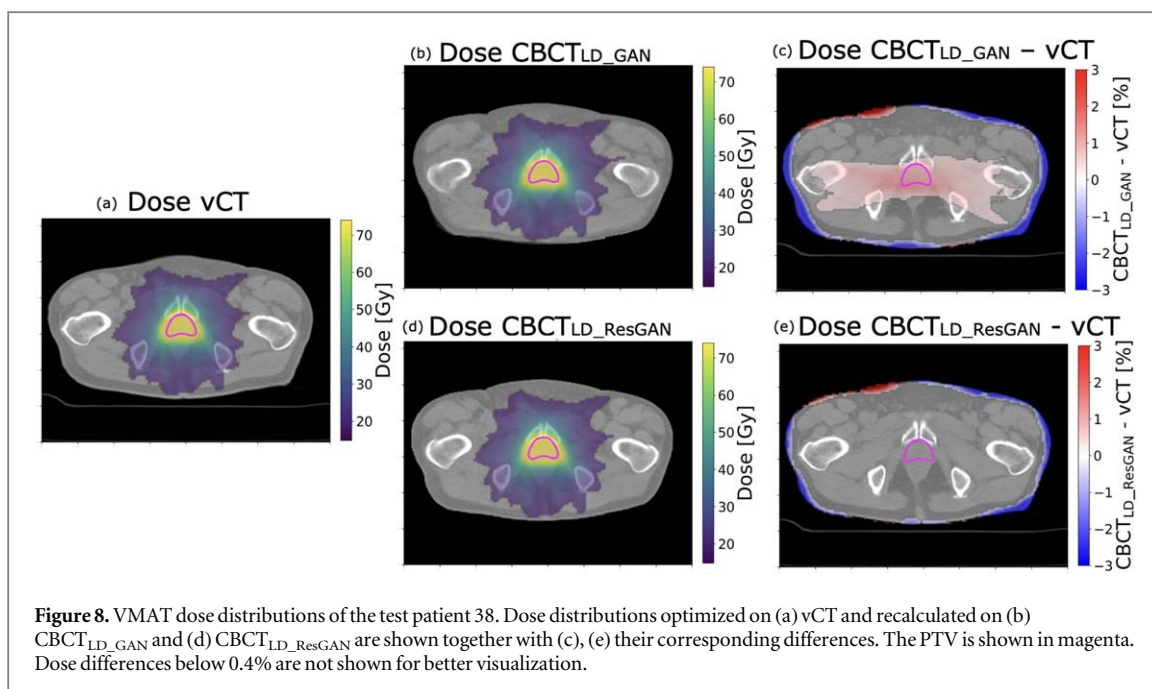 (a) Dose vCT
70
60
50
40
30
20
Dose [Gy]
(b) Dose CBCTLD_GAN
70
60
50
40
30
20
Dose [Gy]
(c) Dose CBCTLD_GAN – vCT
3
2
1
0
−1
−2
−3
CBCTLD_GAN - vCT [%]
(d) Dose CBCTLD_ResGAN
70
60
50
40
30
20
Dose [Gy]
(e) Dose CBCTLD_ResGAN - vCT
3
2
1
0
−1
−2
−3
CBCTLD_ResGAN - vCT [%]
Figure 8. VMAT dose distributions of the test patient 38. Dose distributions optimized on (a) vCT and recalculated on (b)
CBCTLD_GAN and (d) CBCTLD_ResGAN are shown together with (c), (e) their corresponding differences. The PTV is shown in magenta.
Dose differences below 0.4% are not shown for better visualization.